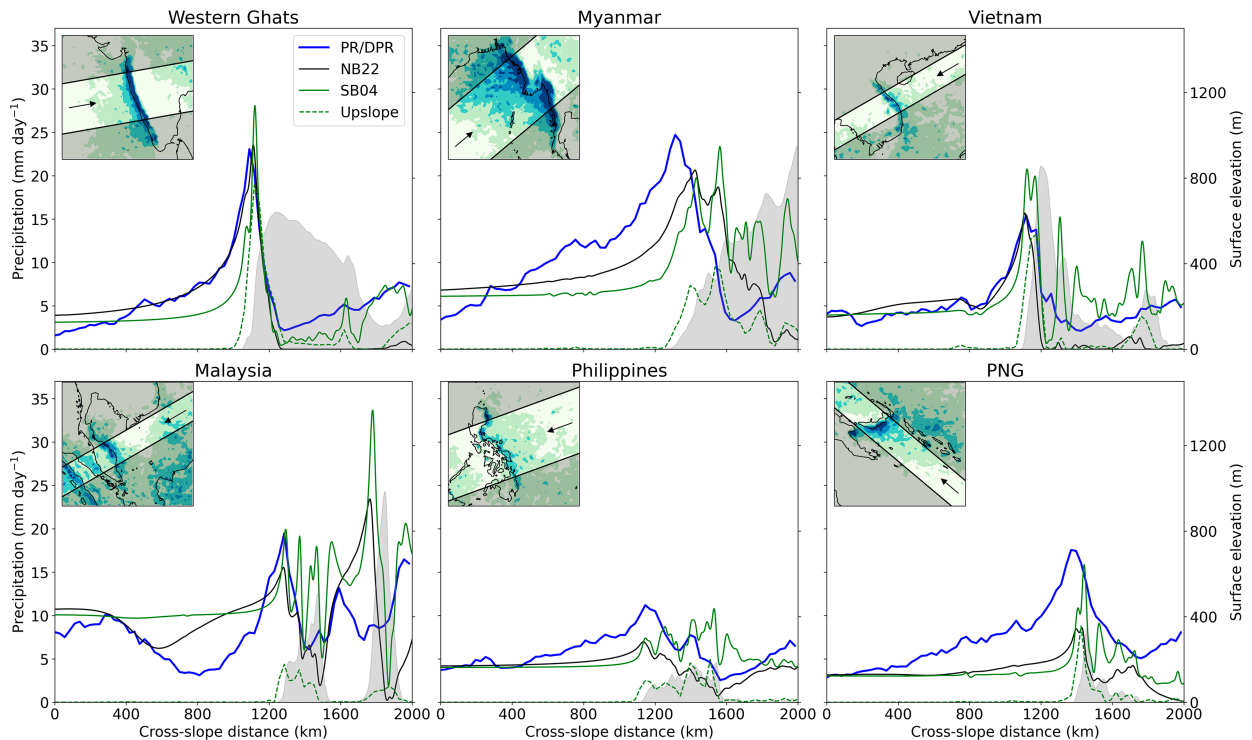 Western Ghats
Myanmar
Vietnam
PR/DPR
NB22
SB04
Upslope
Precipitation (mm day⁻¹)
35
30
25
20
15
10
5
0
1200
800
400
0
Surface elevation (m)
Malaysia
Philippines
PNG
Precipitation (mm day⁻¹)
35
30
25
20
15
10
5
0
1200
800
400
0
Surface elevation (m)
0 400 800 1200 1600 2000
0 400 800 1200 1600 2000
0 400 800 1200 1600 2000
Cross-slope distance (km)
Cross-slope distance (km)
Cross-slope distance (km)